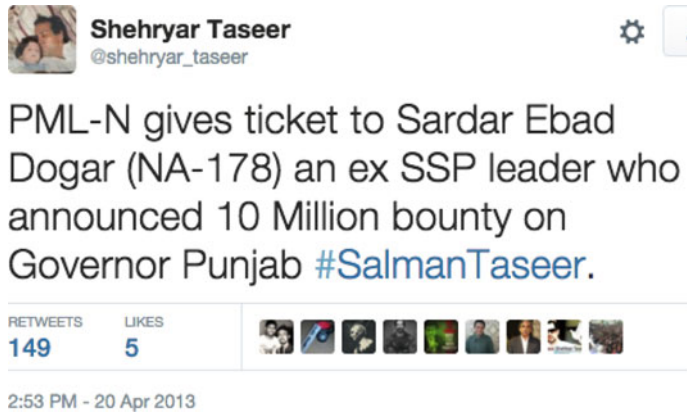 Shehryar Taseer
@shehryar_taseer
PML-N gives ticket to Sardar Ebad
Dogar (NA-178) an ex SSP leader who
announced 10 Million bounty on
Governor Punjab #SalmanTaseer.
RETWEETS LIKES
149 5
2:53 PM - 20 Apr 2013